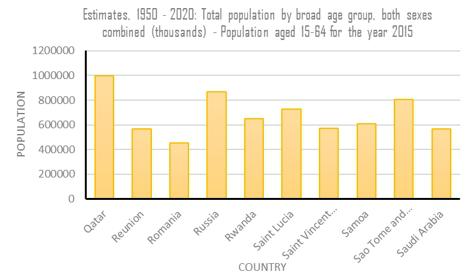 Estimates, 1950 - 2020: Total population by broad age group, both sexes
combined (thousands) - Population aged 15-64 for the year 2015
1200000
1000000
800000
600000
400000
200000
0
POPULATION
Qatar
Reunion
Romania
Russia
Rwanda
Saint Lucia
Saint Vincent...
Samoa
Sao Tome and...
Saudi Arabia
COUNTRY